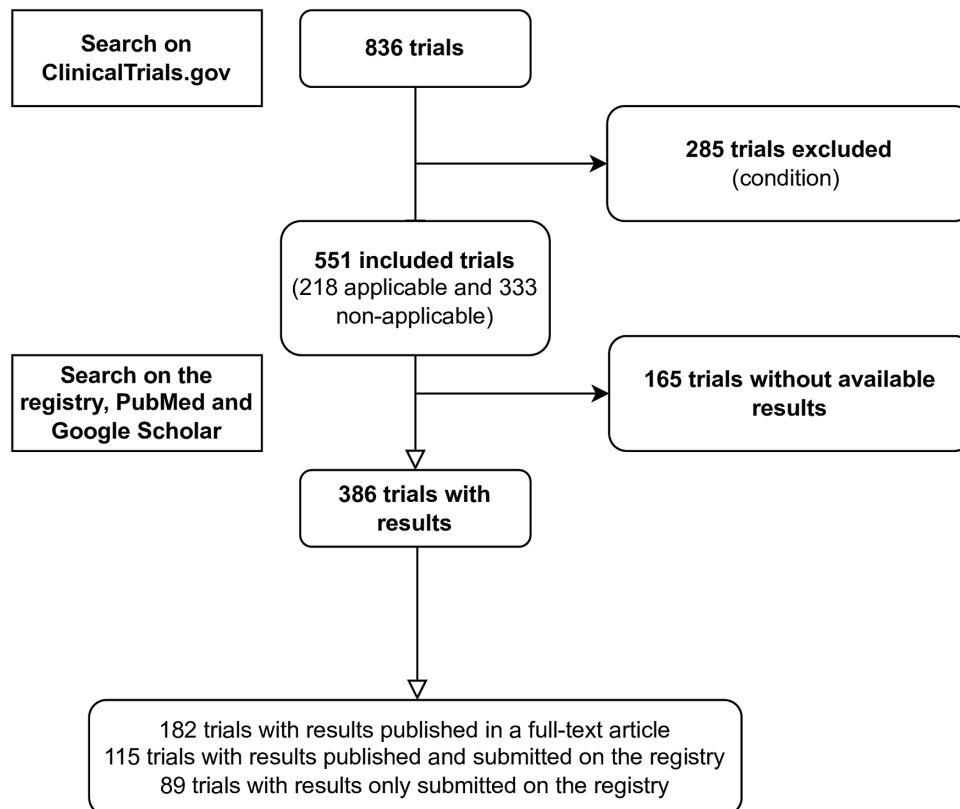 Search on
ClinicalTrials.gov
836 trials
285 trials excluded
(condition)
551 included trials
(218 applicable and 333
non-applicable)
Search on the
registry, PubMed and
Google Scholar
165 trials without available
results
386 trials with
results
182 trials with results published in a full-text article
115 trials with results published and submitted on the registry
89 trials with results only submitted on the registry